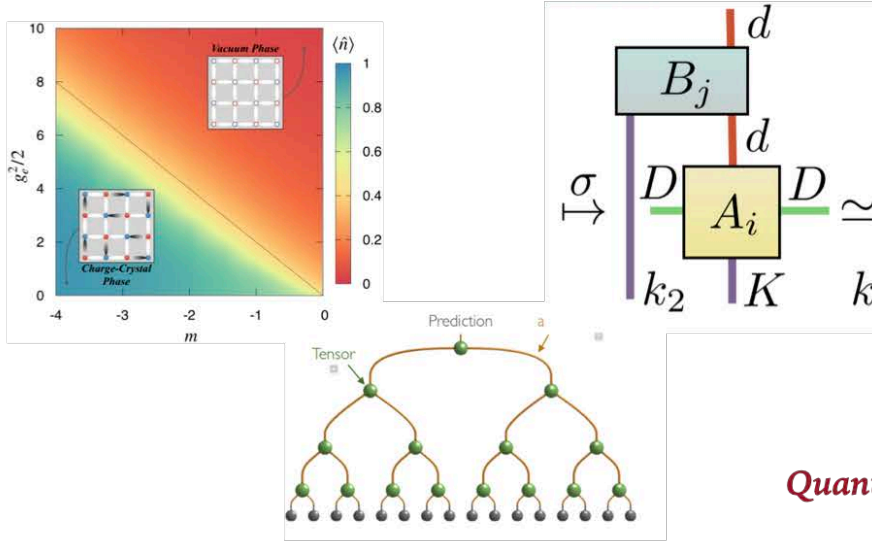 10
8
6
4
2
0
g_e^2/2
-4
-3
-2
-1
0
m
Vacuum Phase
Charge-Crystal
Phase
⟨n̂⟩
1
0.8
0.6
0.4
0.2
0
d
B_j
d
σ
↦
D
A_i
D
≃
k_2
K
k
Prediction
a
Tensor
Quan